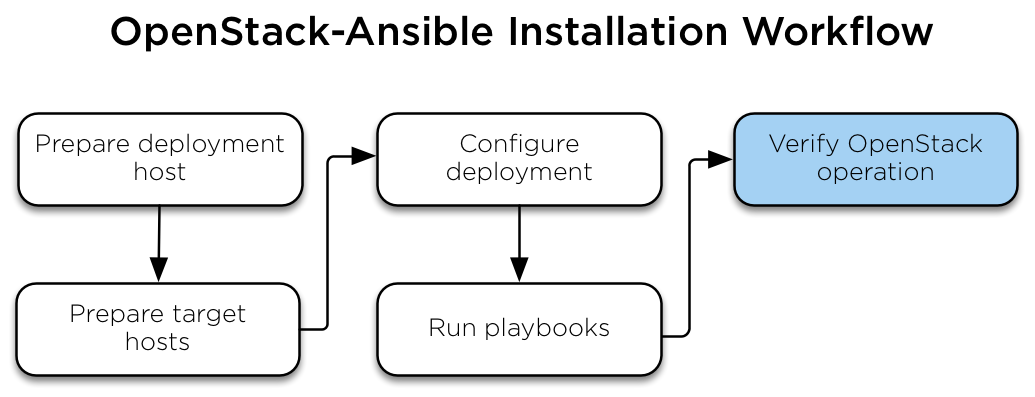 OpenStack-Ansible Installation Workflow
Prepare deployment
host
Prepare target
hosts
Configure
deployment
Run playbooks
Verify OpenStack
operation